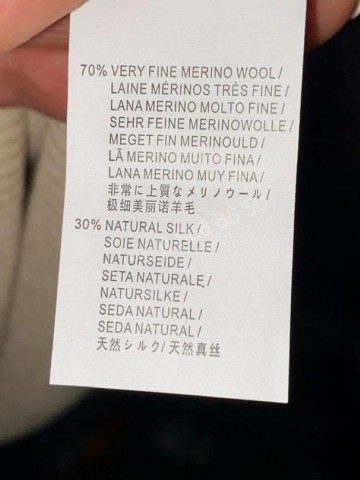 70% VERY FINE MERINO WOOL/
LAINE MÉRINOS TRÈS FINE/
LANA MERINO MOLTO FINE/
SEHR FEINE MERINOWOLLE/
MEGET FIN MERINOULD/
LÃ MERINO MUITO FINA/
LANA MERINO MUY FINA/
非常に上質なメリノウール/
极细美丽诺羊毛
30% NATURAL SILK/
SOIE NATURELLE/
NATURSEIDE/
SETA NATURALE/
NATURSILKE/
SEDA NATURAL/
SEDA NATURAL/
天然シルク/天然真丝